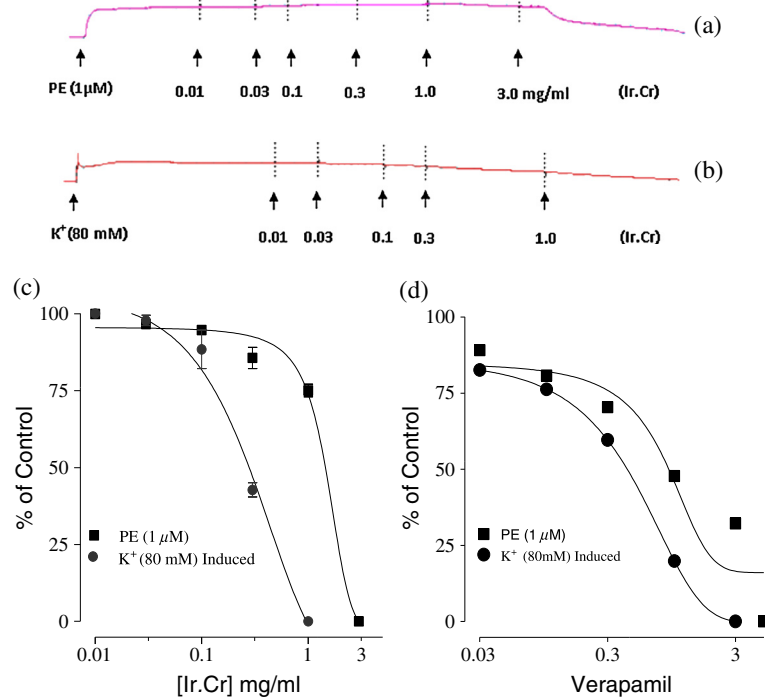 (a)
PE (1µM) 0.01 0.03 0.1 0.3 1.0 3.0 mg/ml (Ir.Cr)
(b)
K+ (80 mM) 0.01 0.03 0.1 0.3 1.0 (Ir.Cr)
(c)
% of Control
100
75
50
25
0
PE (1 µM)
K+ (80 mM) Induced
0.01 0.1 1 3
[Ir.Cr] mg/ml
(d)
% of Control
100
75
50
25
0
PE (1 µM)
K+ (80mM) Induced
0.03 0.3 3
Verapamil